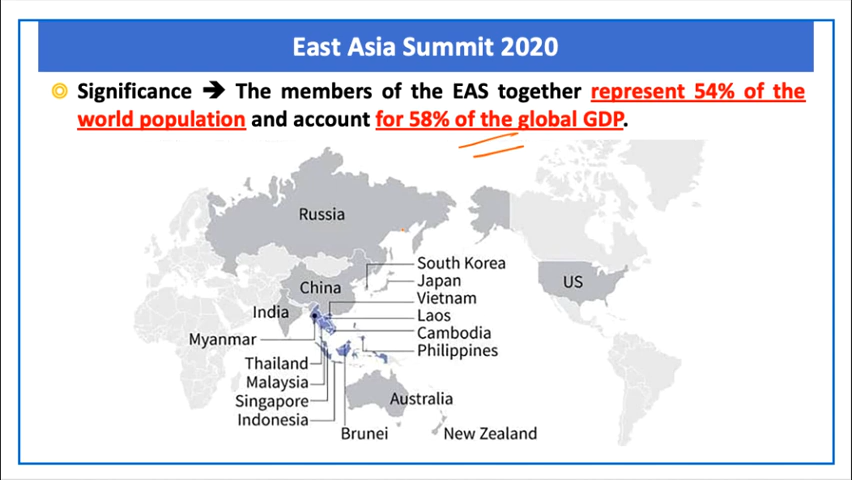 East Asia Summit 2020
Significance ➔ The members of the EAS together represent 54% of the
world population and account for 58% of the global GDP.
Russia
South Korea
China
Japan
US
Vietnam
India
Laos
Cambodia
Myanmar
Philippines
Thailand
Malaysia
Singapore
Australia
Indonesia
Brunei
New Zealand